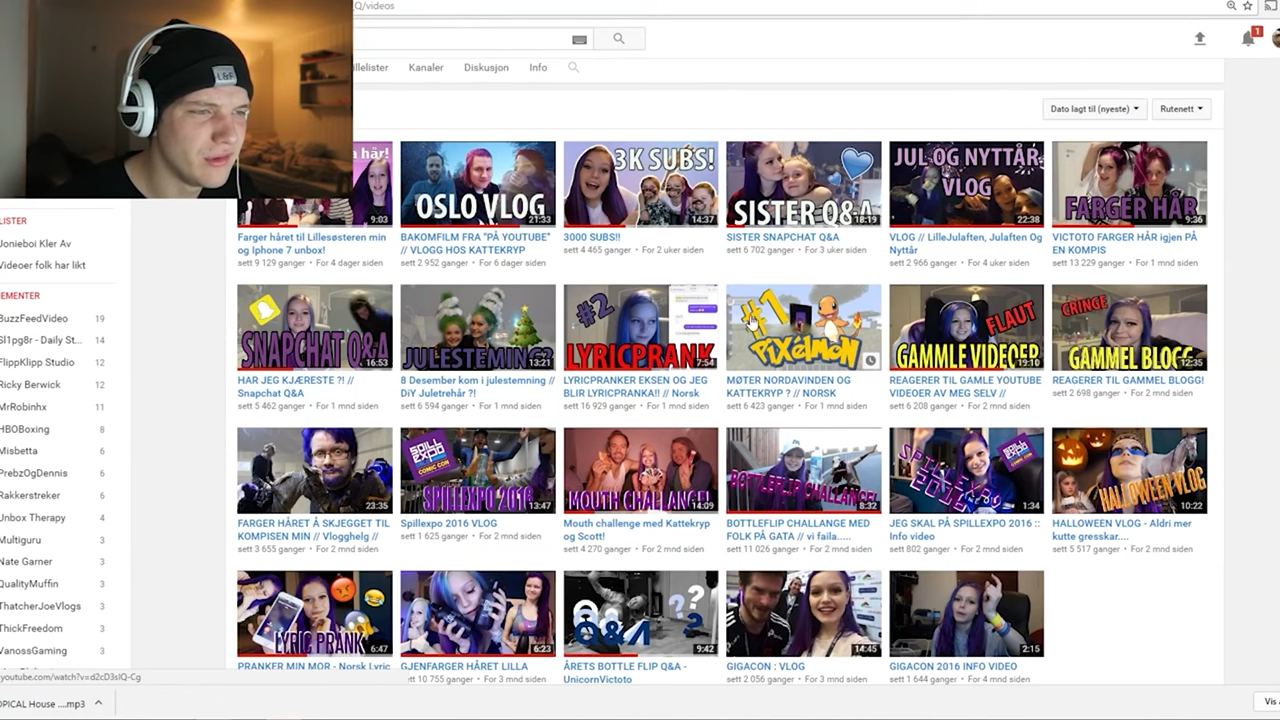 Q/videos
1
L&F
illelister Kanaler Diskusjon Info
Dato lagt til (nyeste) Rutenett
a hår!
9:03
OSLO VLOG
21:33
3K SUBS!
14:37
SISTER Q&A
18:19
JUL OG NYTTÅR
VLOG
22:38
FARGER HÅR
9:36
Farger håret til Lillesøsteren min
og Iphone 7 unbox!
sett 9 129 ganger • For 4 dager siden
BAKOMFILM FRA "PÅ YOUTUBE"
// VLOGG HOS KATTEKRYP
sett 2 952 ganger • For 6 dager siden
3000 SUBS!!
sett 4 465 ganger • For 2 uker siden
SISTER SNAPCHAT Q&A
sett 6 702 ganger • For 3 uker siden
VLOG // LilleJulaften, Julaften Og
Nyttår
sett 2 966 ganger • For 4 uker siden
VICTOTO FARGER HÅR igjen PÅ
EN KOMPIS
sett 13 229 ganger • For 1 mnd siden
LISTER
Jonieboi Kler Av
Videoer folk har likt
EMENTER
BuzzFeedVideo 19
Sl1pg8r - Daily St... 14
FlippKlipp Studio 12
Ricky Berwick 12
MrRobinhx 11
HBOBoxing 8
Misbetta 6
PrebzOgDennis 6
Rakkerstreker 6
Unbox Therapy 4
Multiguru 3
Nate Garner 3
QualityMuffin 3
ThatcherJoeVlogs 3
ThickFreedom 3
VanossGaming 3
SNAPCHAT Q&A
16:53
JULESTEMING?
13:21
#2
LYRICPRANK
7:54
#1
PiXéLMON
FLAUT
GAMMLE VIDEOER
19:10
CRINGE
GAMMEL BLOGG
12:35
HAR JEG KJÆRESTE ?! //
Snapchat Q&A
sett 5 462 ganger • For 1 mnd siden
8 Desember kom i julestemning //
DiY Juletrehår ?!
sett 6 594 ganger • For 1 mnd siden
LYRICPRANKER EKSEN OG JEG
BLIR LYRICPRANKA!! // Norsk
sett 16 929 ganger • For 1 mnd siden
MØTER NORDAVINDEN OG
KATTEKRYP ? // NORSK
sett 6 423 ganger • For 1 mnd siden
REAGERER TIL GAMLE YOUTUBE
VIDEOER AV MEG SELV //
sett 6 208 ganger • For 2 mnd siden
REAGERER TIL GAMMEL BLOGG!
sett 2 698 ganger • For 2 mnd siden
23:35
SPILL
EXPO
COMIC CON
SPILLEXPO 2016
13:47
MOUTH CHALLANGE!
14:09
BOTTLEFLIP CHALLANGE!
8:32
SPILLEXPO
2016
SPILL
EXPO
1:34
HALLOWEEN VLOG
10:22
FARGER HÅRET Å SKJEGGET TIL
KOMPISEN MIN // Vlogghelg //
sett 3 655 ganger • For 2 mnd siden
Spillexpo 2016 VLOG
sett 1 625 ganger • For 2 mnd siden
Mouth challenge med Kattekryp
og Scott!
sett 4 270 ganger • For 2 mnd siden
BOTTLEFLIP CHALLANGE MED
FOLK PÅ GATA // vi faila.....
sett 11 026 ganger • For 2 mnd siden
JEG SKAL PÅ SPILLEXPO 2016 ::
Info video
sett 802 ganger • For 2 mnd siden
HALLOWEEN VLOG - Aldri mer
kutte gresskar....
sett 5 517 ganger • For 2 mnd siden
LYRIC PRANK
6:47
6:23
? ? ?
Q&A
9:42
14:45
2:15
PRANKER MIN MOR - Norsk Lyric
GJENFARGER HÅRET LILLA
sett 10 755 ganger • For 3 mnd siden
ÅRETS BOTTLE FLIP Q&A -
UnicornVictoto
GIGACON : VLOG
sett 2 056 ganger • For 3 mnd siden
GIGACON 2016 INFO VIDEO
sett 1 644 ganger • For 4 mnd siden
youtube.com/watch?v=d2cD3sIQ-Cg
OPICAL House ....mp3
Vis